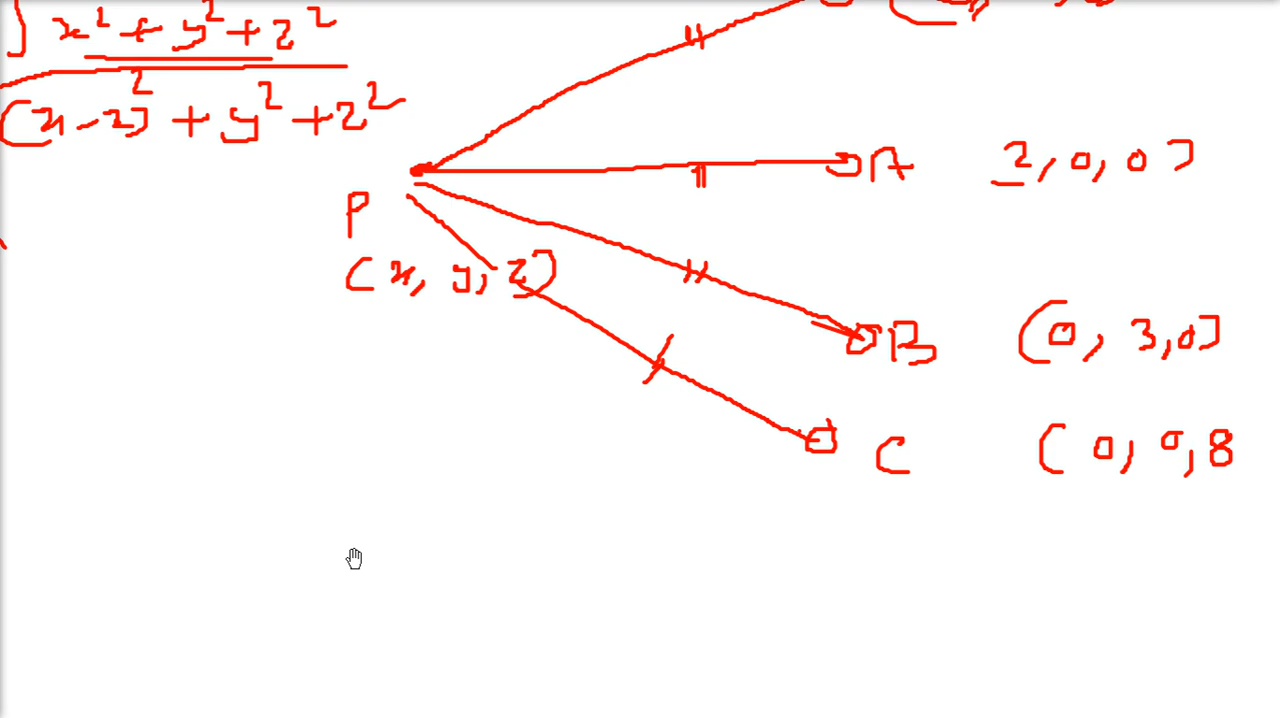 x² + y² + z²
(x - 2)² + y² + z²
A 2, 0, 0)
P
(x, y, z)
B (0, 3, 0)
C (0, 0, 8